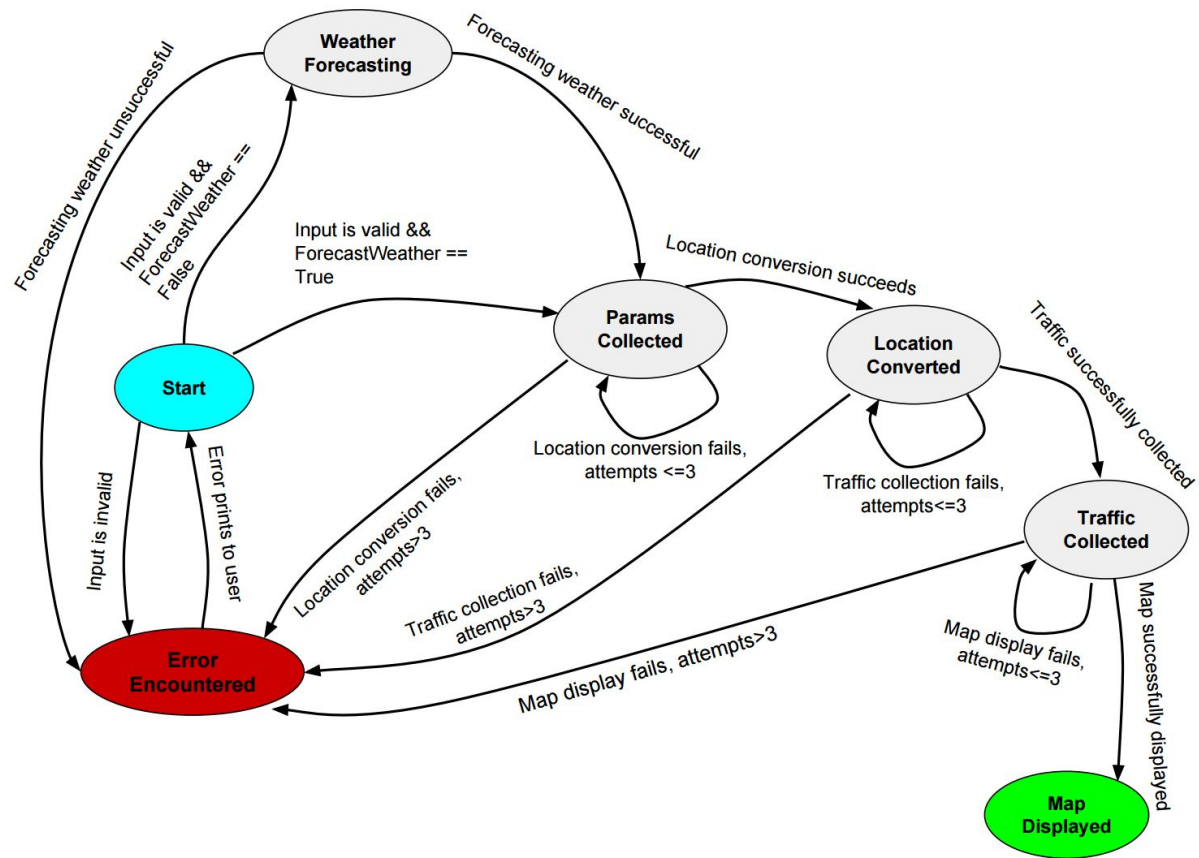 Weather
Forecasting
Forecasting weather successful
Forecasting weather unsuccessful
Input is valid &&
ForecastWeather ==
False
Input is valid &&
ForecastWeather ==
True
Location conversion succeeds
Params
Collected
Location
Converted
Start
Traffic successfully collected
Location conversion fails,
attempts <=3
Traffic collection fails,
attempts<=3
Input is invalid
Error prints to user
Location conversion fails,
attempts>3
Traffic collection fails,
attempts>3
Traffic
Collected
Map display fails,
attempts<=3
Map successfully displayed
Map display fails, attempts>3
Error
Encountered
Map
Displayed